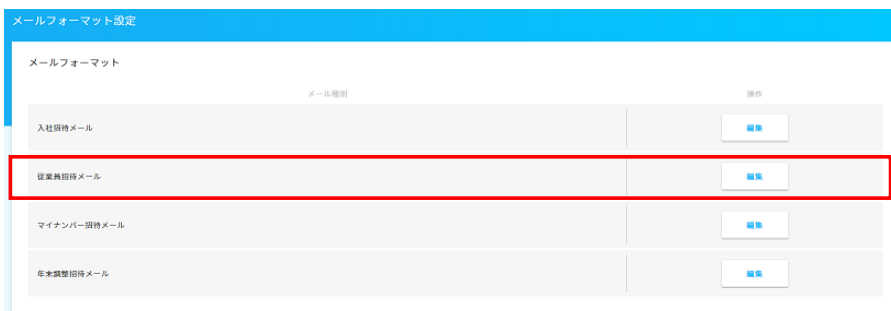 メールフォーマット設定
メールフォーマット
メール種別 操作
入社招待メール 編集
従業員招待メール 編集
マイナンバー招待メール 編集
年末調整招待メール 編集